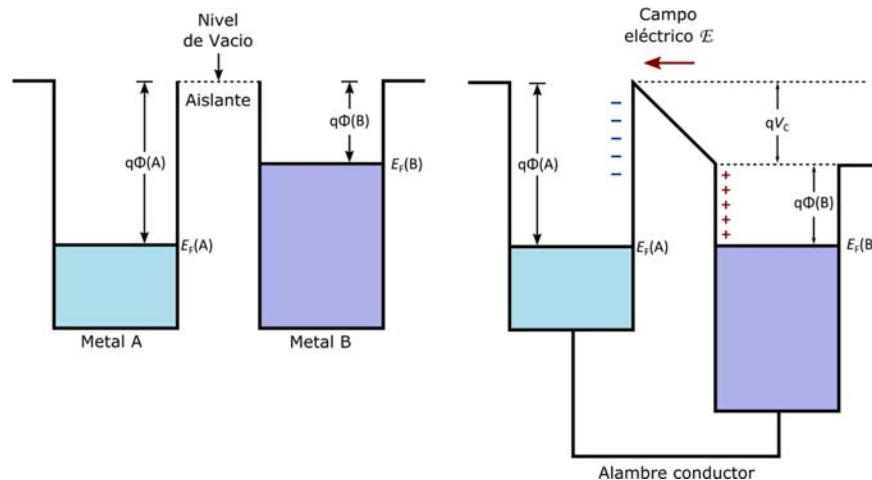 Nivel
de Vacio
Aislante
qΦ(A)
qΦ(B)
E_F(B)
E_F(A)
Metal A
Metal B
Campo
eléctrico ℰ
qV_C
qΦ(A)
qΦ(B)
E_F(A)
E_F(B
Alambre conductor